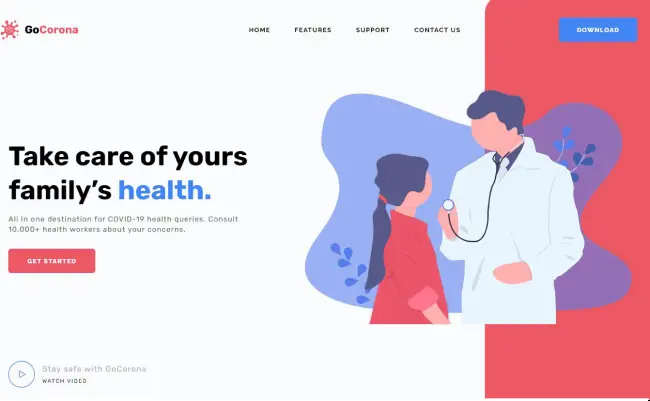 GoCorona
HOME
FEATURES
SUPPORT
CONTACT US
DOWNLOAD
Take care of yours
family’s health.
All in one destination for COVID-19 health queries. Consult
10,000+ health workers about your concerns.
GET STARTED
Stay safe with GoCorona
WATCH VIDEO